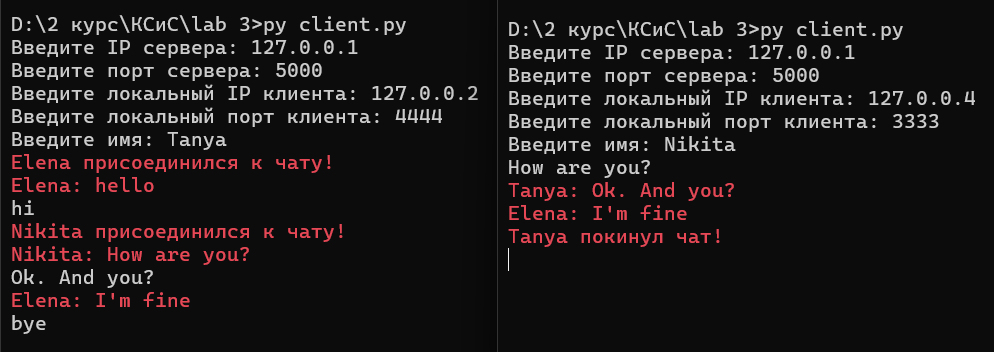 D:\2 курс\КСиС\lab 3>py client.py
Введите IP сервера: 127.0.0.1
Введите порт сервера: 5000
Введите локальный IP клиента: 127.0.0.2
Введите локальный порт клиента: 4444
Введите имя: Tanya
Elena присоединился к чату!
Elena: hello
hi
Nikita присоединился к чату!
Nikita: How are you?
Ok. And you?
Elena: I'm fine
bye
D:\2 курс\КСиС\lab 3>py client.py
Введите IP сервера: 127.0.0.1
Введите порт сервера: 5000
Введите локальный IP клиента: 127.0.0.4
Введите локальный порт клиента: 3333
Введите имя: Nikita
How are you?
Tanya: Ok. And you?
Elena: I'm fine
Tanya покинул чат!